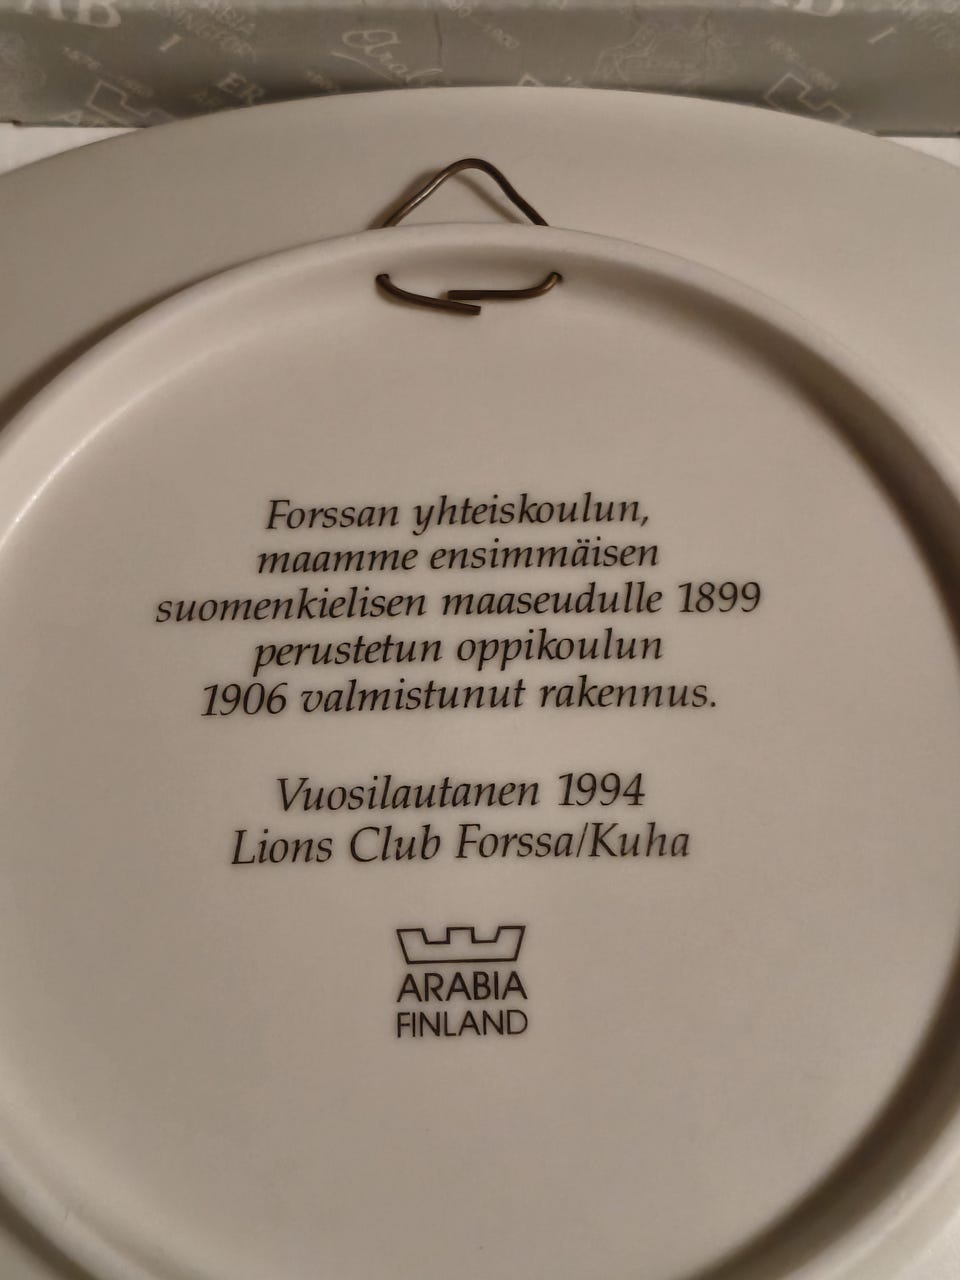 Forssan yhteiskoulun,
maamme ensimmäisen
suomenkielisen maaseudulle 1899
perustetun oppikoulun
1906 valmistunut rakennus.
Vuosilautanen 1994
Lions Club Forssa/Kuha
ARABIA
FINLAND